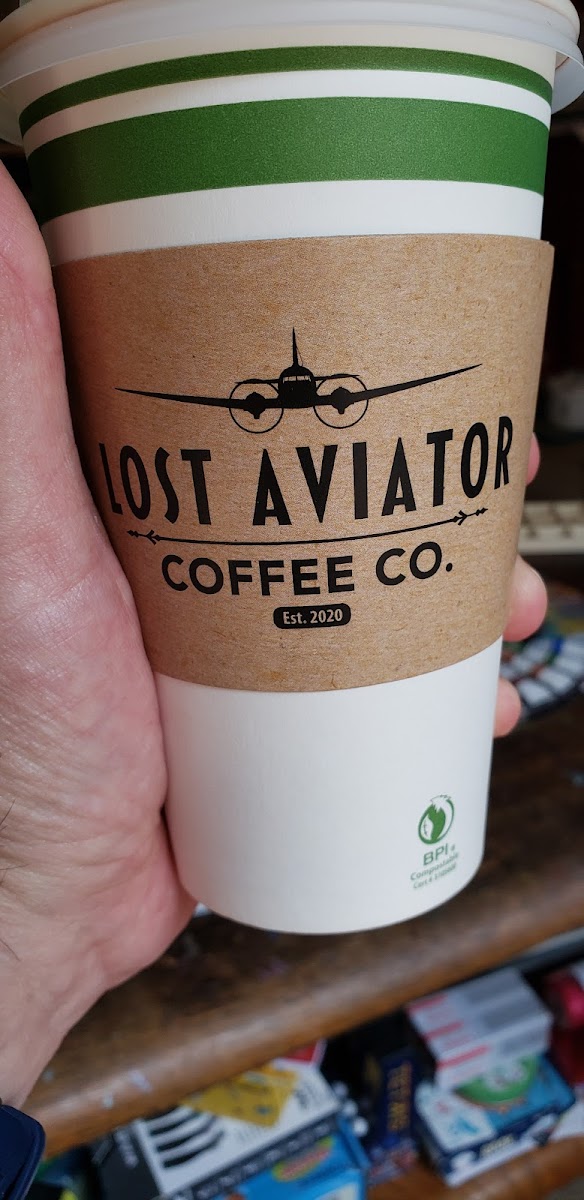 LOST AVIATOR
COFFEE CO.
Est. 2020
BPI
Compostable